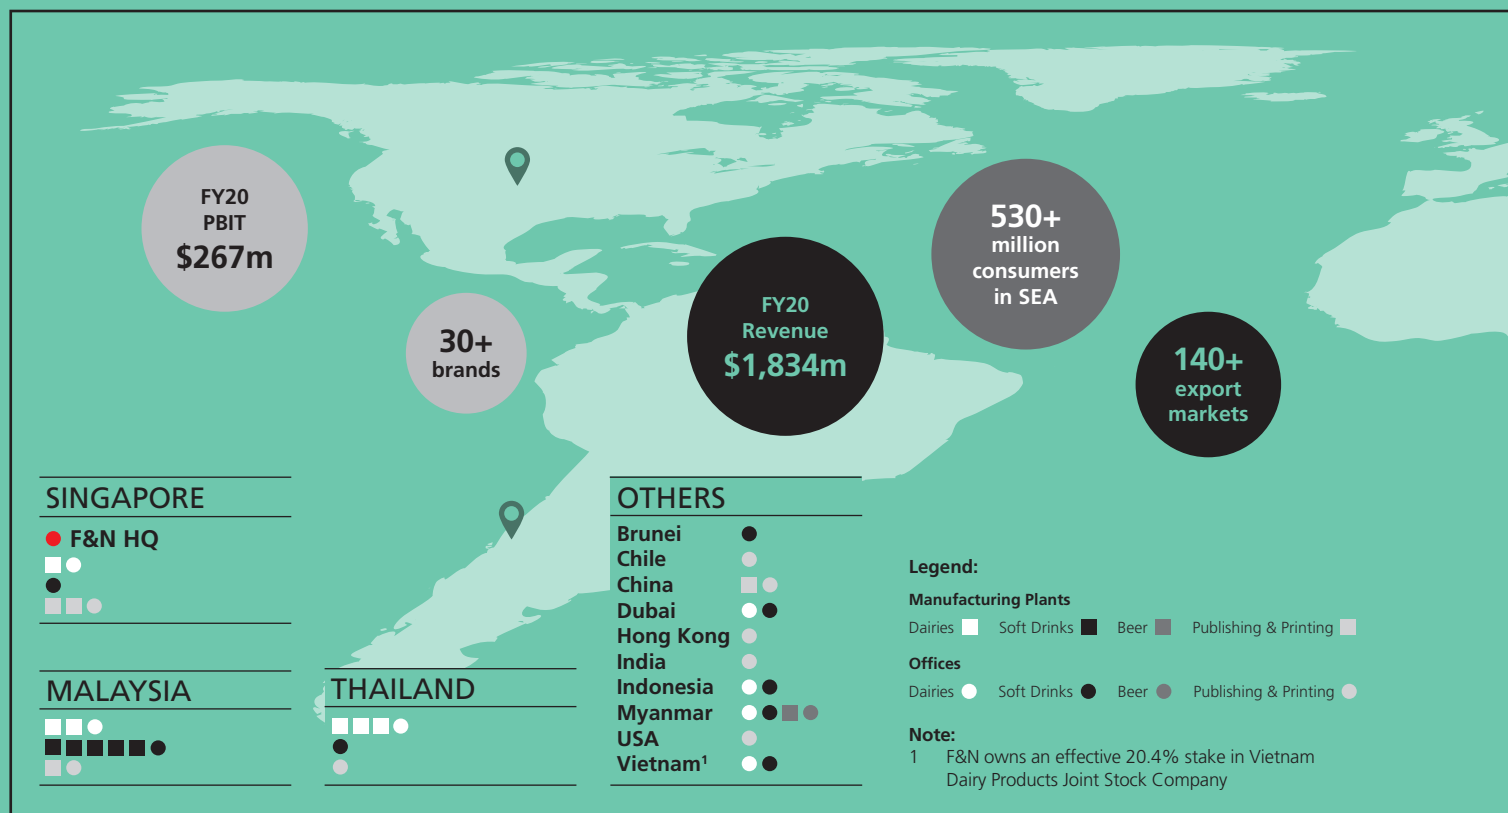 FY20
PBIT
$267m
30+
brands
FY20
Revenue
$1,834m
530+
million
consumers
in SEA
140+
export
markets
SINGAPORE
F&N HQ
MALAYSIA
THAILAND
OTHERS
Brunei
Chile
China
Dubai
Hong Kong
India
Indonesia
Myanmar
USA
Vietnam¹
Legend:
Manufacturing Plants
Dairies Soft Drinks Beer Publishing & Printing
Offices
Dairies Soft Drinks Beer Publishing & Printing
Note:
1 F&N owns an effective 20.4% stake in Vietnam
Dairy Products Joint Stock Company